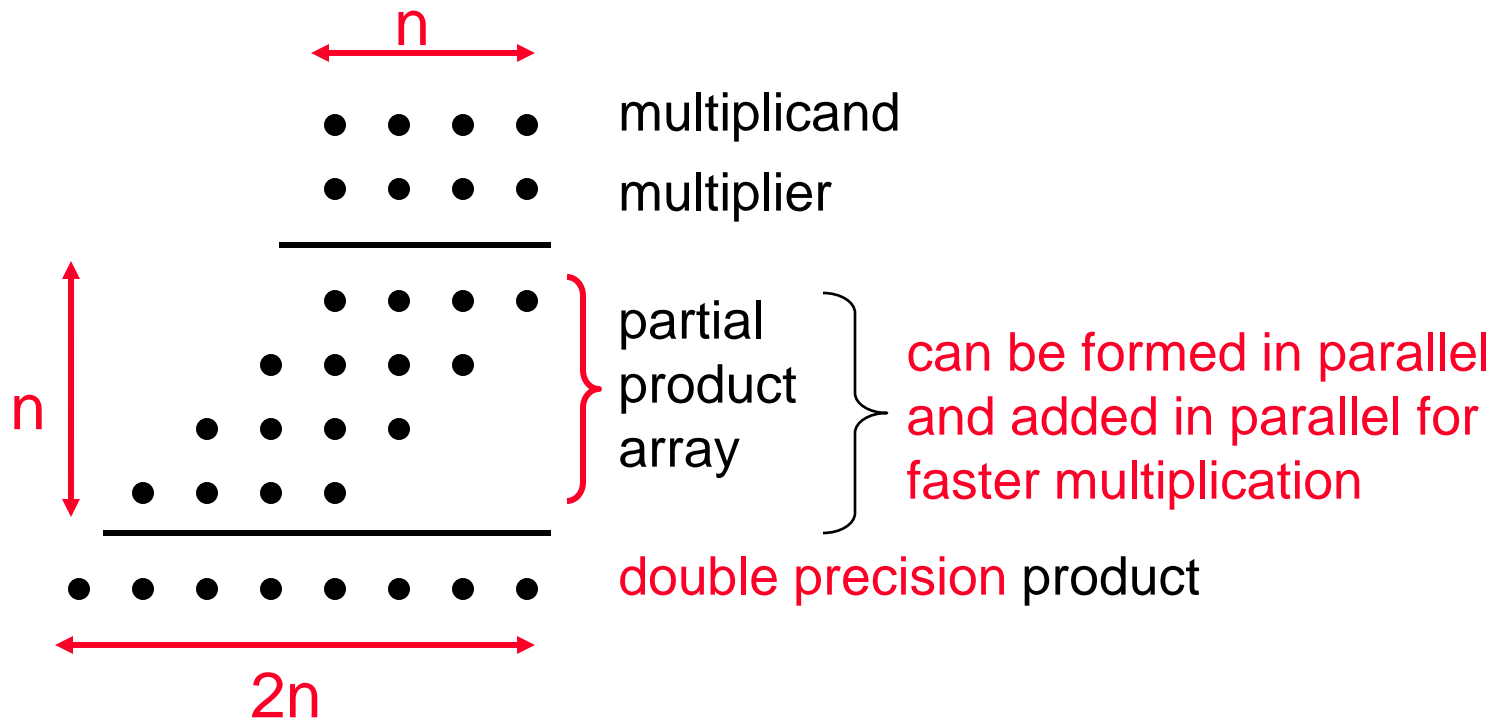 n
multiplicand
multiplier
n
partial
product
array
can be formed in parallel
and added in parallel for
faster multiplication
double precision product
2n